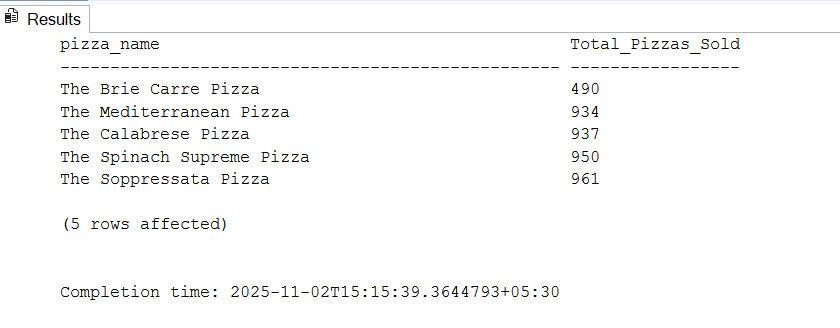 Results
pizza_name Total_Pizzas_Sold
-------------------------------------------------- -----------------
The Brie Carre Pizza 490
The Mediterranean Pizza 934
The Calabrese Pizza 937
The Spinach Supreme Pizza 950
The Soppressata Pizza 961
(5 rows affected)
Completion time: 2025-11-02T15:15:39.3644793+05:30